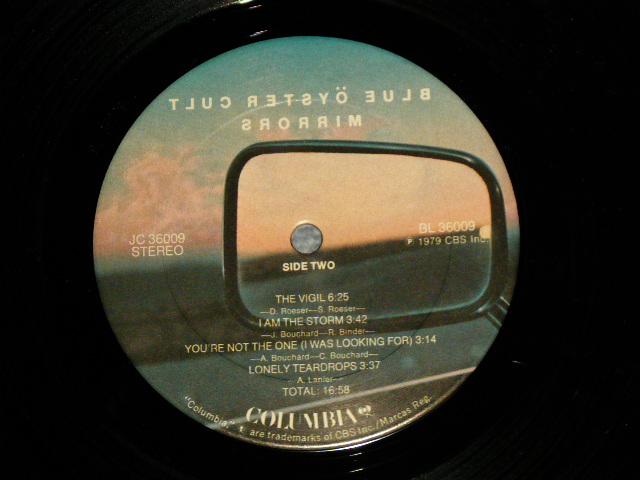 BLUE ÖYSTER CULT
MIRRORS
JC 36009
STEREO
BL 36009
℗ 1979 CBS Inc.
SIDE TWO
THE VIGIL 6:25
—D. Roeser—S. Roeser—
I AM THE STORM 3:42
—J. Bouchard—R. Binder—
YOU'RE NOT THE ONE (I WAS LOOKING FOR) 3:14
—A. Bouchard—C. Bouchard—
LONELY TEARDROPS 3:37
—A. Lanier—
TOTAL: 16:58
COLUMBIA
"Columbia," are trademarks of CBS Inc./Marcas Reg.